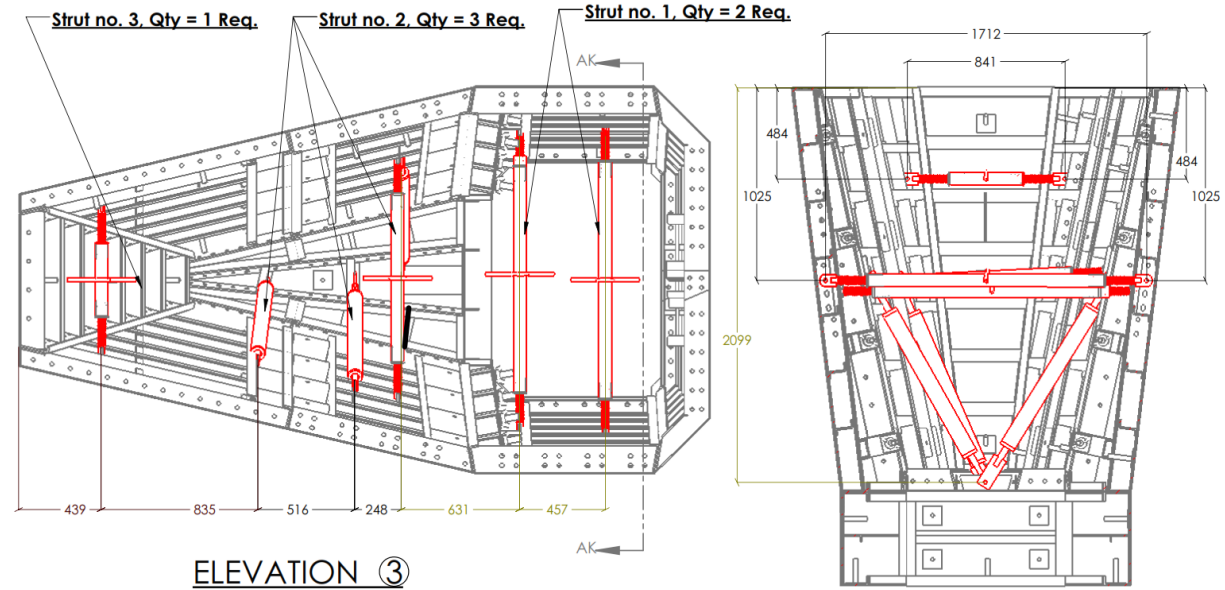 Strut no. 3, Qty = 1 Req.
Strut no. 2, Qty = 3 Req.
Strut no. 1, Qty = 2 Req.
AK
1712
841
484
484
1025
1025
2099
439
835
516
248
631
457
AK
ELEVATION ③